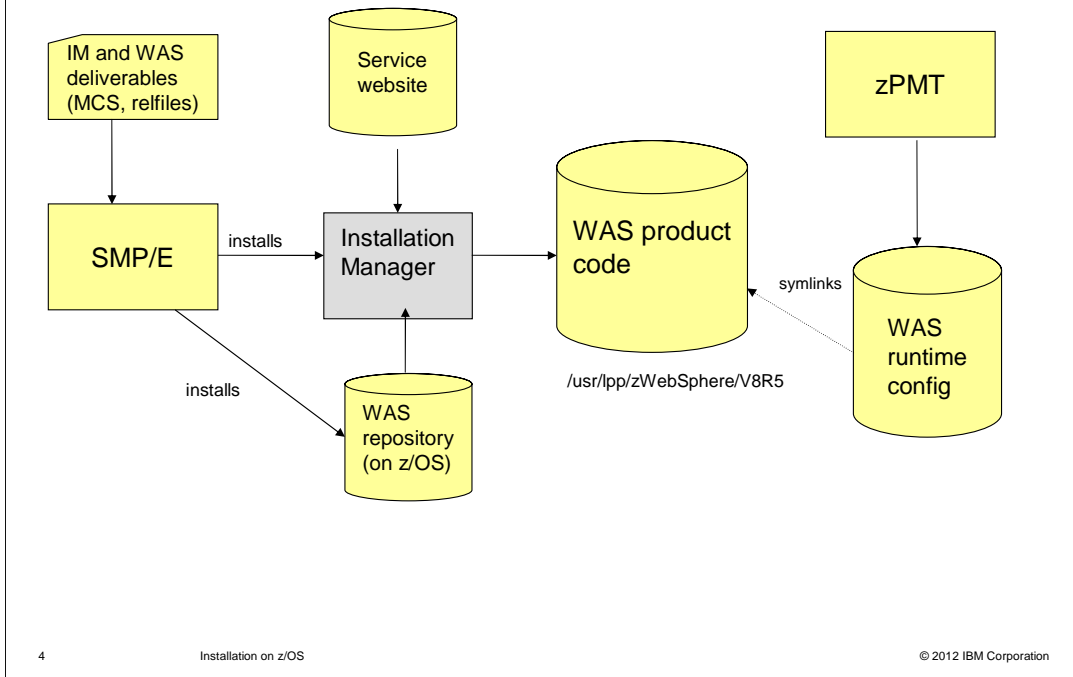 IM and WAS
deliverables
(MCS, relfiles)
Service
website
zPMT
SMP/E
installs
Installation
Manager
WAS product
code
symlinks
WAS
runtime
config
/usr/lpp/zWebSphere/V8R5
installs
WAS
repository
(on z/OS)
4 Installation on z/OS © 2012 IBM Corporation